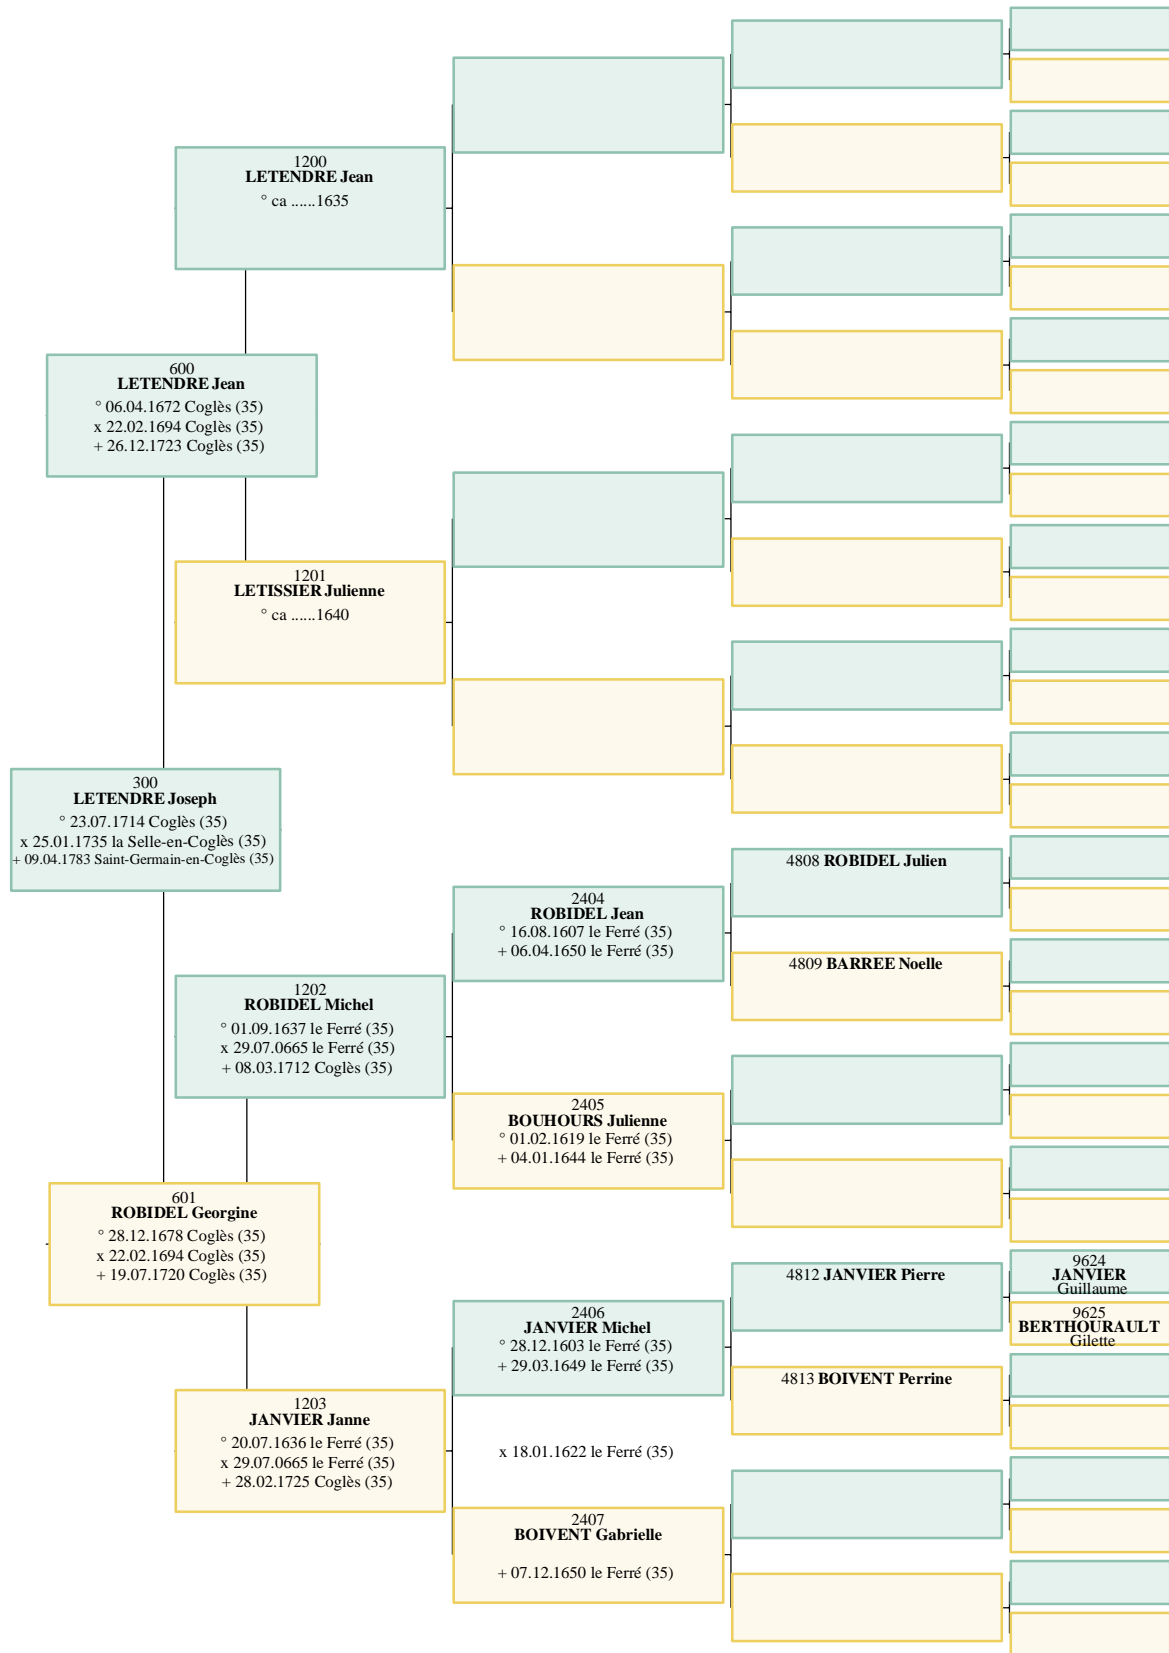 1200
LETENDRE Jean
° ca ......1635
600
LETENDRE Jean
° 06.04.1672 Coglès (35)
x 22.02.1694 Coglès (35)
+ 26.12.1723 Coglès (35)
1201
LETISSIER Julienne
° ca ......1640
300
LETENDRE Joseph
° 23.07.1714 Coglès (35)
x 25.01.1735 la Selle-en-Coglès (35)
+ 09.04.1783 Saint-Germain-en-Coglès (35)
4808 ROBIDEL Julien
2404
ROBIDEL Jean
° 16.08.1607 le Ferré (35)
+ 06.04.1650 le Ferré (35)
4809 BARREE Noelle
1202
ROBIDEL Michel
° 01.09.1637 le Ferré (35)
x 29.07.0665 le Ferré (35)
+ 08.03.1712 Coglès (35)
2405
BOUHOURS Julienne
° 01.02.1619 le Ferré (35)
+ 04.01.1644 le Ferré (35)
601
ROBIDEL Georgine
° 28.12.1678 Coglès (35)
x 22.02.1694 Coglès (35)
+ 19.07.1720 Coglès (35)
4812 JANVIER Pierre
9624
JANVIER
Guillaume
9625
BERTHOURAULT
Gilette
2406
JANVIER Michel
° 28.12.1603 le Ferré (35)
+ 29.03.1649 le Ferré (35)
4813 BOIVENT Perrine
1203
JANVIER Janne
° 20.07.1636 le Ferré (35)
x 29.07.0665 le Ferré (35)
+ 28.02.1725 Coglès (35)
x 18.01.1622 le Ferré (35)
2407
BOIVENT Gabrielle
+ 07.12.1650 le Ferré (35)